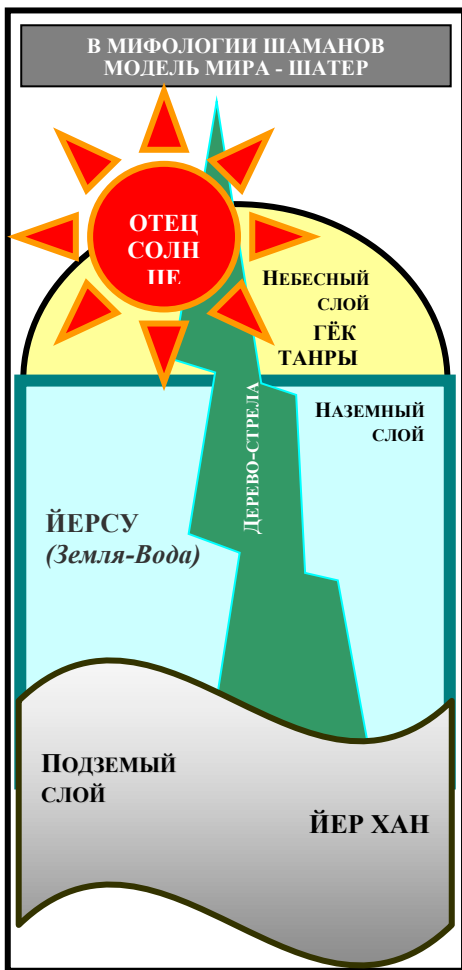 В МИФОЛОГИИ ШАМАНОВ
МОДЕЛЬ МИРА - ШАТЕР
ОТЕЦ
СОЛН
ЦЕ
НЕБЕСНЫЙ
СЛОЙ
ГЁК
ТАНРЫ
НАЗЕМНЫЙ
СЛОЙ
ДЕРЕВО-СТРЕЛА
ЙЕРСУ
(Земля-Вода)
ПОДЗЕМЫЙ
СЛОЙ
ЙЕР ХАН